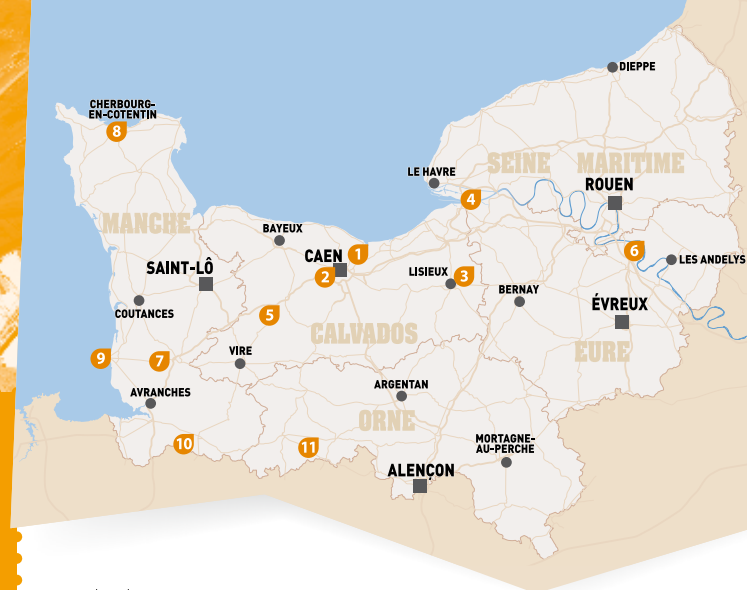 DIEPPE
CHERBOURG-
EN-COTENTIN
8
SEINE MARITIME
LE HAVRE
ROUEN
4
MANCHE
BAYEUX
CAEN
1
2
6
LES ANDELYS
SAINT-LÔ
LISIEUX
3
BERNAY
COUTANCES
5
ÉVREUX
CALVADOS
EURE
VIRE
9
7
AVRANCHES
ARGENTAN
ORNE
10
11
MORTAGNE-
AU-PERCHE
ALENÇON